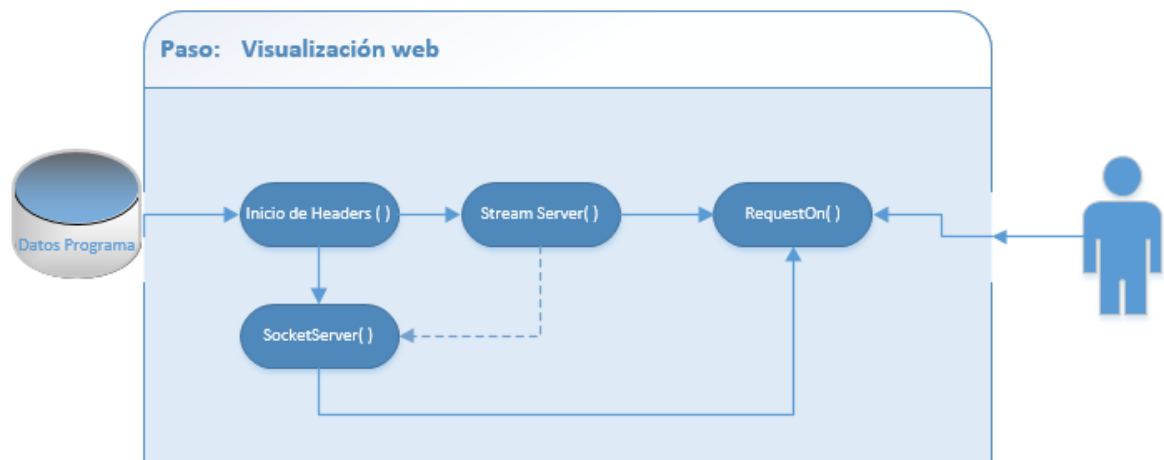 Paso: Visualización web
Datos Programa
Inicio de Headers ( )
Stream Server( )
RequestOn( )
SocketServer( )